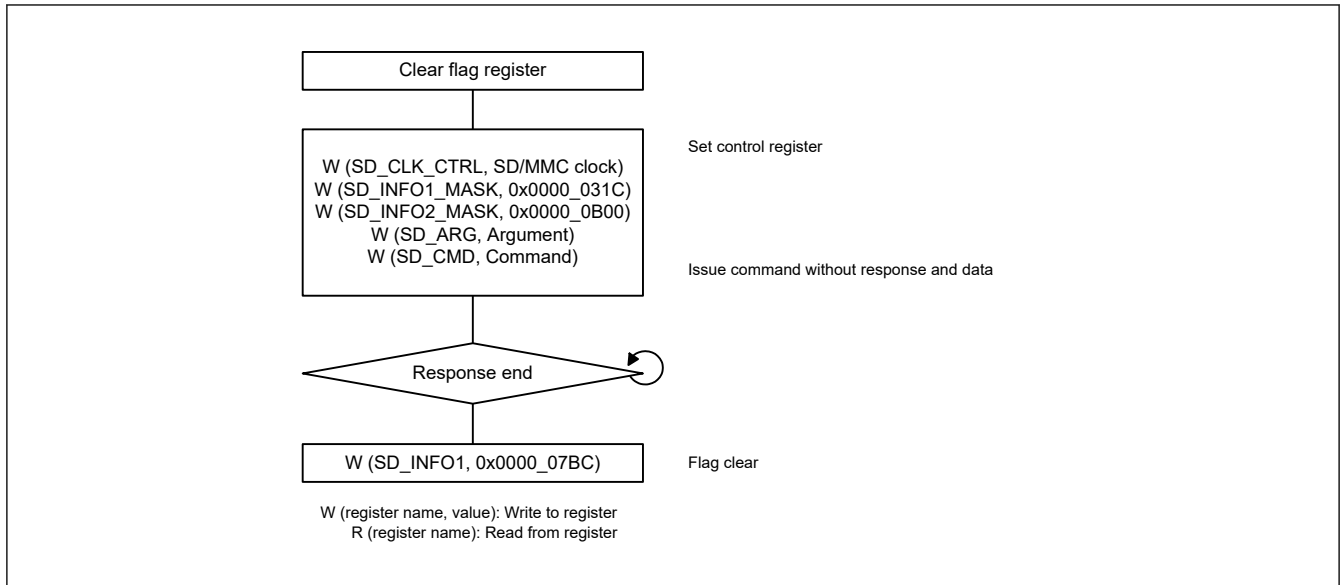 Clear flag register
Set control register
W (SD_CLK_CTRL, SD/MMC clock)
W (SD_INFO1_MASK, 0x0000_031C)
W (SD_INFO2_MASK, 0x0000_0B00)
W (SD_ARG, Argument)
W (SD_CMD, Command)
Issue command without response and data
Response end
W (SD_INFO1, 0x0000_07BC)
Flag clear
W (register name, value): Write to register
R (register name): Read from register